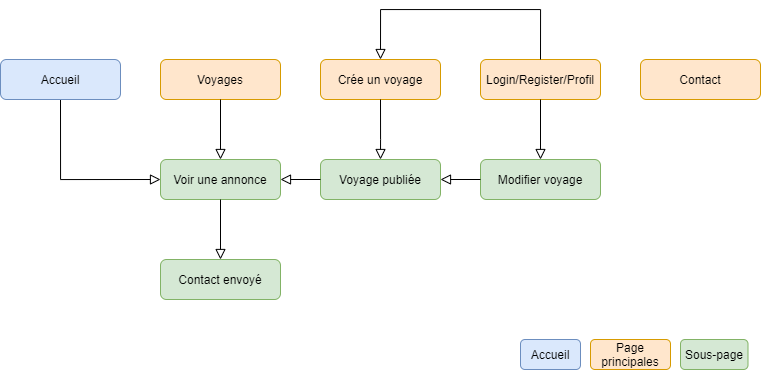 Accueil
Voyages
Crée un voyage
Login/Register/Profil
Contact
Voir une annonce
Voyage publiée
Modifier voyage
Contact envoyé
Accueil
Page
principales
Sous-page